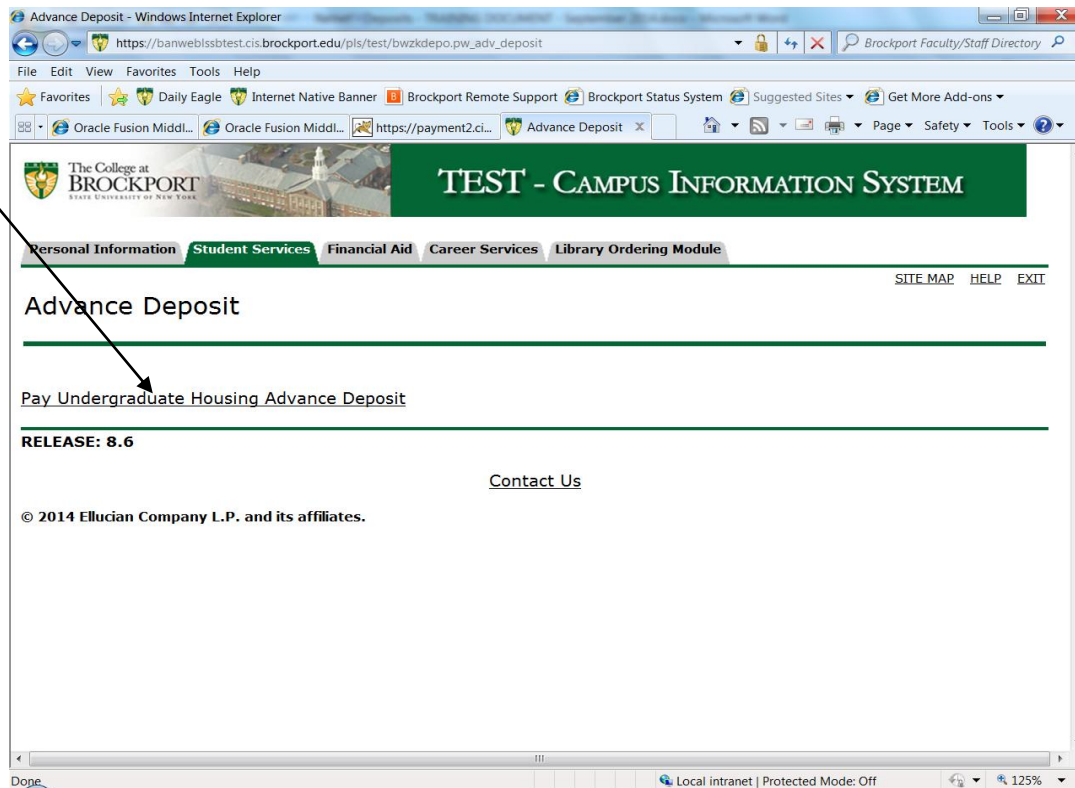 Advance Deposit - Windows Internet Explorer
https://banweblssbtest.cis.brockport.edu/pls/test/bwzkdepo.pw_adv_deposit
Brockport Faculty/Staff Directory
File Edit View Favorites Tools Help
Favorites Daily Eagle Internet Native Banner Brockport Remote Support Brockport Status System Suggested Sites Get More Add-ons
Oracle Fusion Middl... Oracle Fusion Middl... https://payment2.ci... Advance Deposit x Page Safety Tools
The College at
BROCKPORT
STATE UNIVERSITY OF NEW YORK
TEST - CAMPUS INFORMATION SYSTEM
Personal Information Student Services Financial Aid Career Services Library Ordering Module
SITE MAP HELP EXIT
Advance Deposit
Pay Undergraduate Housing Advance Deposit
RELEASE: 8.6
Contact Us
© 2014 Ellucian Company L.P. and its affiliates.
Done Local intranet | Protected Mode: Off 125%